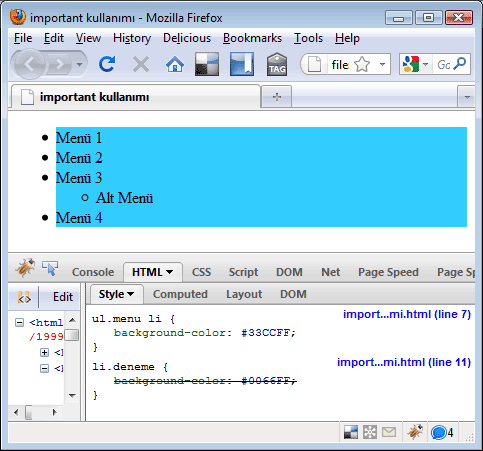 important kullanımı - Mozilla Firefox
File Edit View History Delicious Bookmarks Tools Help
TAG file Go
important kullanımı
Menü 1
Menü 2
Menü 3
Alt Menü
Menü 4
Console HTML CSS Script DOM Net Page Speed Page Sp
Edit Style Computed Layout DOM
<html
/1999
<
<
ul.menu li { import...mi.html (line 7)
background-color: #33CCFF;
}
li.deneme { import...mi.html (line 11)
background-color: #0066FF;
}
4